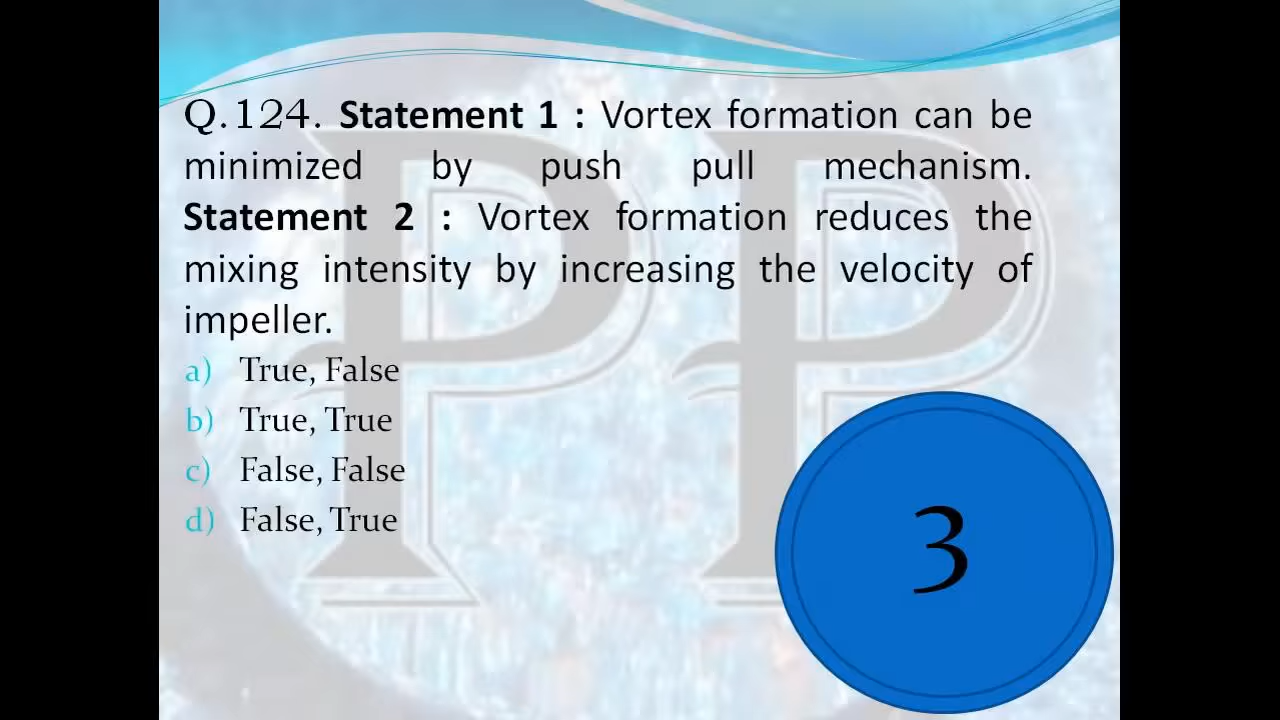 Q.124. Statement 1 : Vortex formation can be
minimized by push pull mechanism.
Statement 2 : Vortex formation reduces the
mixing intensity by increasing the velocity of
impeller.
a) True, False
b) True, True
c) False, False
d) False, True
3
PP